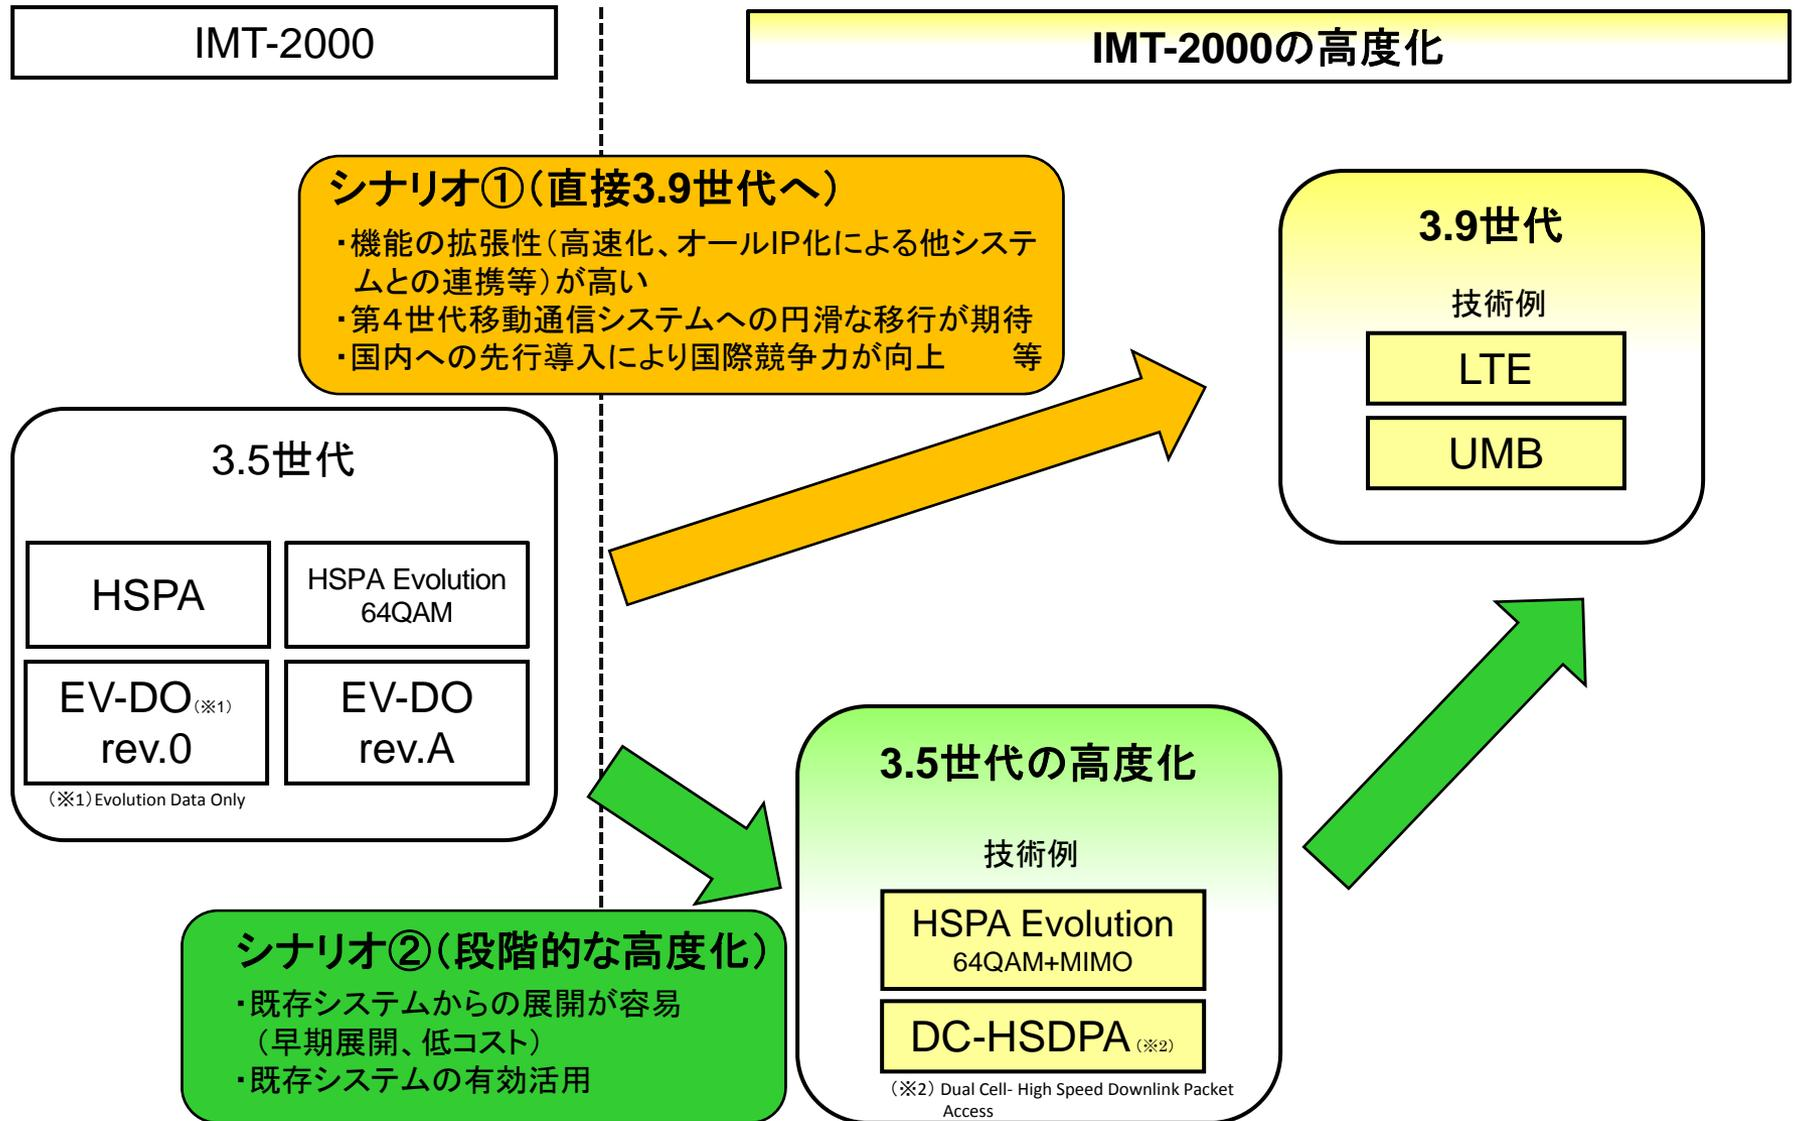 IMT-2000
IMT-2000の高度化
シナリオ①(直接3.9世代へ)
・機能の拡張性(高速化、オールIP化による他システ
ムとの連携等)が高い
・第4世代移動通信システムへの円滑な移行が期待
・国内への先行導入により国際競争力が向上　　等
3.9世代
技術例
LTE
UMB
3.5世代
HSPA
HSPA Evolution
64QAM
EV-DO(※1)
rev.0
EV-DO
rev.A
(※1)Evolution Data Only
3.5世代の高度化
技術例
HSPA Evolution
64QAM+MIMO
DC-HSDPA(※2)
(※2) Dual Cell- High Speed Downlink Packet
Access
シナリオ②(段階的な高度化)
・既存システムからの展開が容易
(早期展開、低コスト)
・既存システムの有効活用